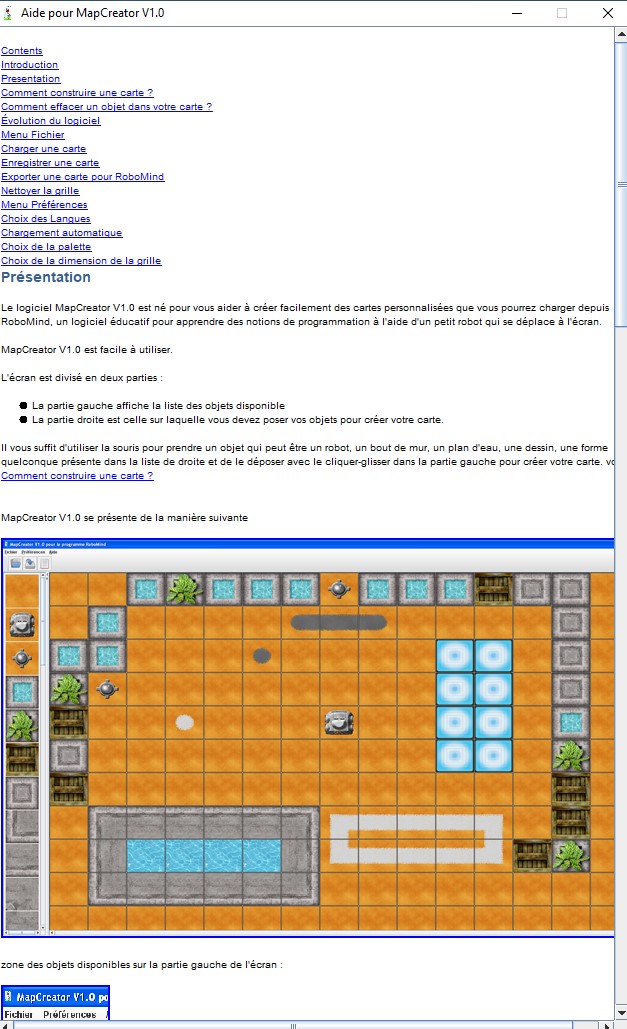 Aide pour MapCreator V1.0
Contents
Introduction
Presentation
Comment construire une carte ?
Comment effacer un objet dans votre carte ?
Évolution du logiciel
Menu Fichier
Charger une carte
Enregistrer une carte
Exporter une carte pour RoboMind
Nettoyer la grille
Menu Préférences
Choix des Langues
Chargement automatique
Choix de la palette
Choix de la dimension de la grille
Présentation
Le logiciel MapCreator V1.0 est né pour vous aider à créer facilement des cartes personnalisées que vous pourrez charger depuis
RoboMind, un logiciel éducatif pour apprendre des notions de programmation à l'aide d'un petit robot qui se déplace à l'écran.
MapCreator V1.0 est facile à utiliser.
L'écran est divisé en deux parties :
La partie gauche affiche la liste des objets disponible
La partie droite est celle sur laquelle vous devez poser vos objets pour créer votre carte.
Il vous suffit d'utiliser la souris pour prendre un objet qui peut être un robot, un bout de mur, un plan d'eau, une dessin, une forme
quelconque présente dans la liste de droite et de le déposer avec le cliquer-glisser dans la partie gauche pour créer votre carte.
Comment construire une carte ?
MapCreator V1.0 se présente de la manière suivante
MapCreator V1.0 pour le programme RoboMind
Fichier Préférences Aide
zone des objets disponibles sur la partie gauche de l'écran :
MapCreator V1.0
Fichier Préférences